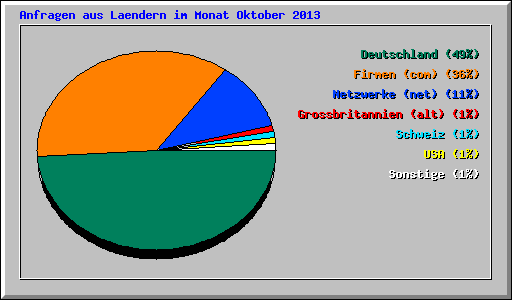 Anfragen aus Laendern im Monat Oktober 2013
Deutschland (49%)
Firmen (com) (36%)
Netzwerke (net) (11%)
Grossbritannien (alt) (1%)
Schweiz (1%)
USA (1%)
Sonstige (1%)